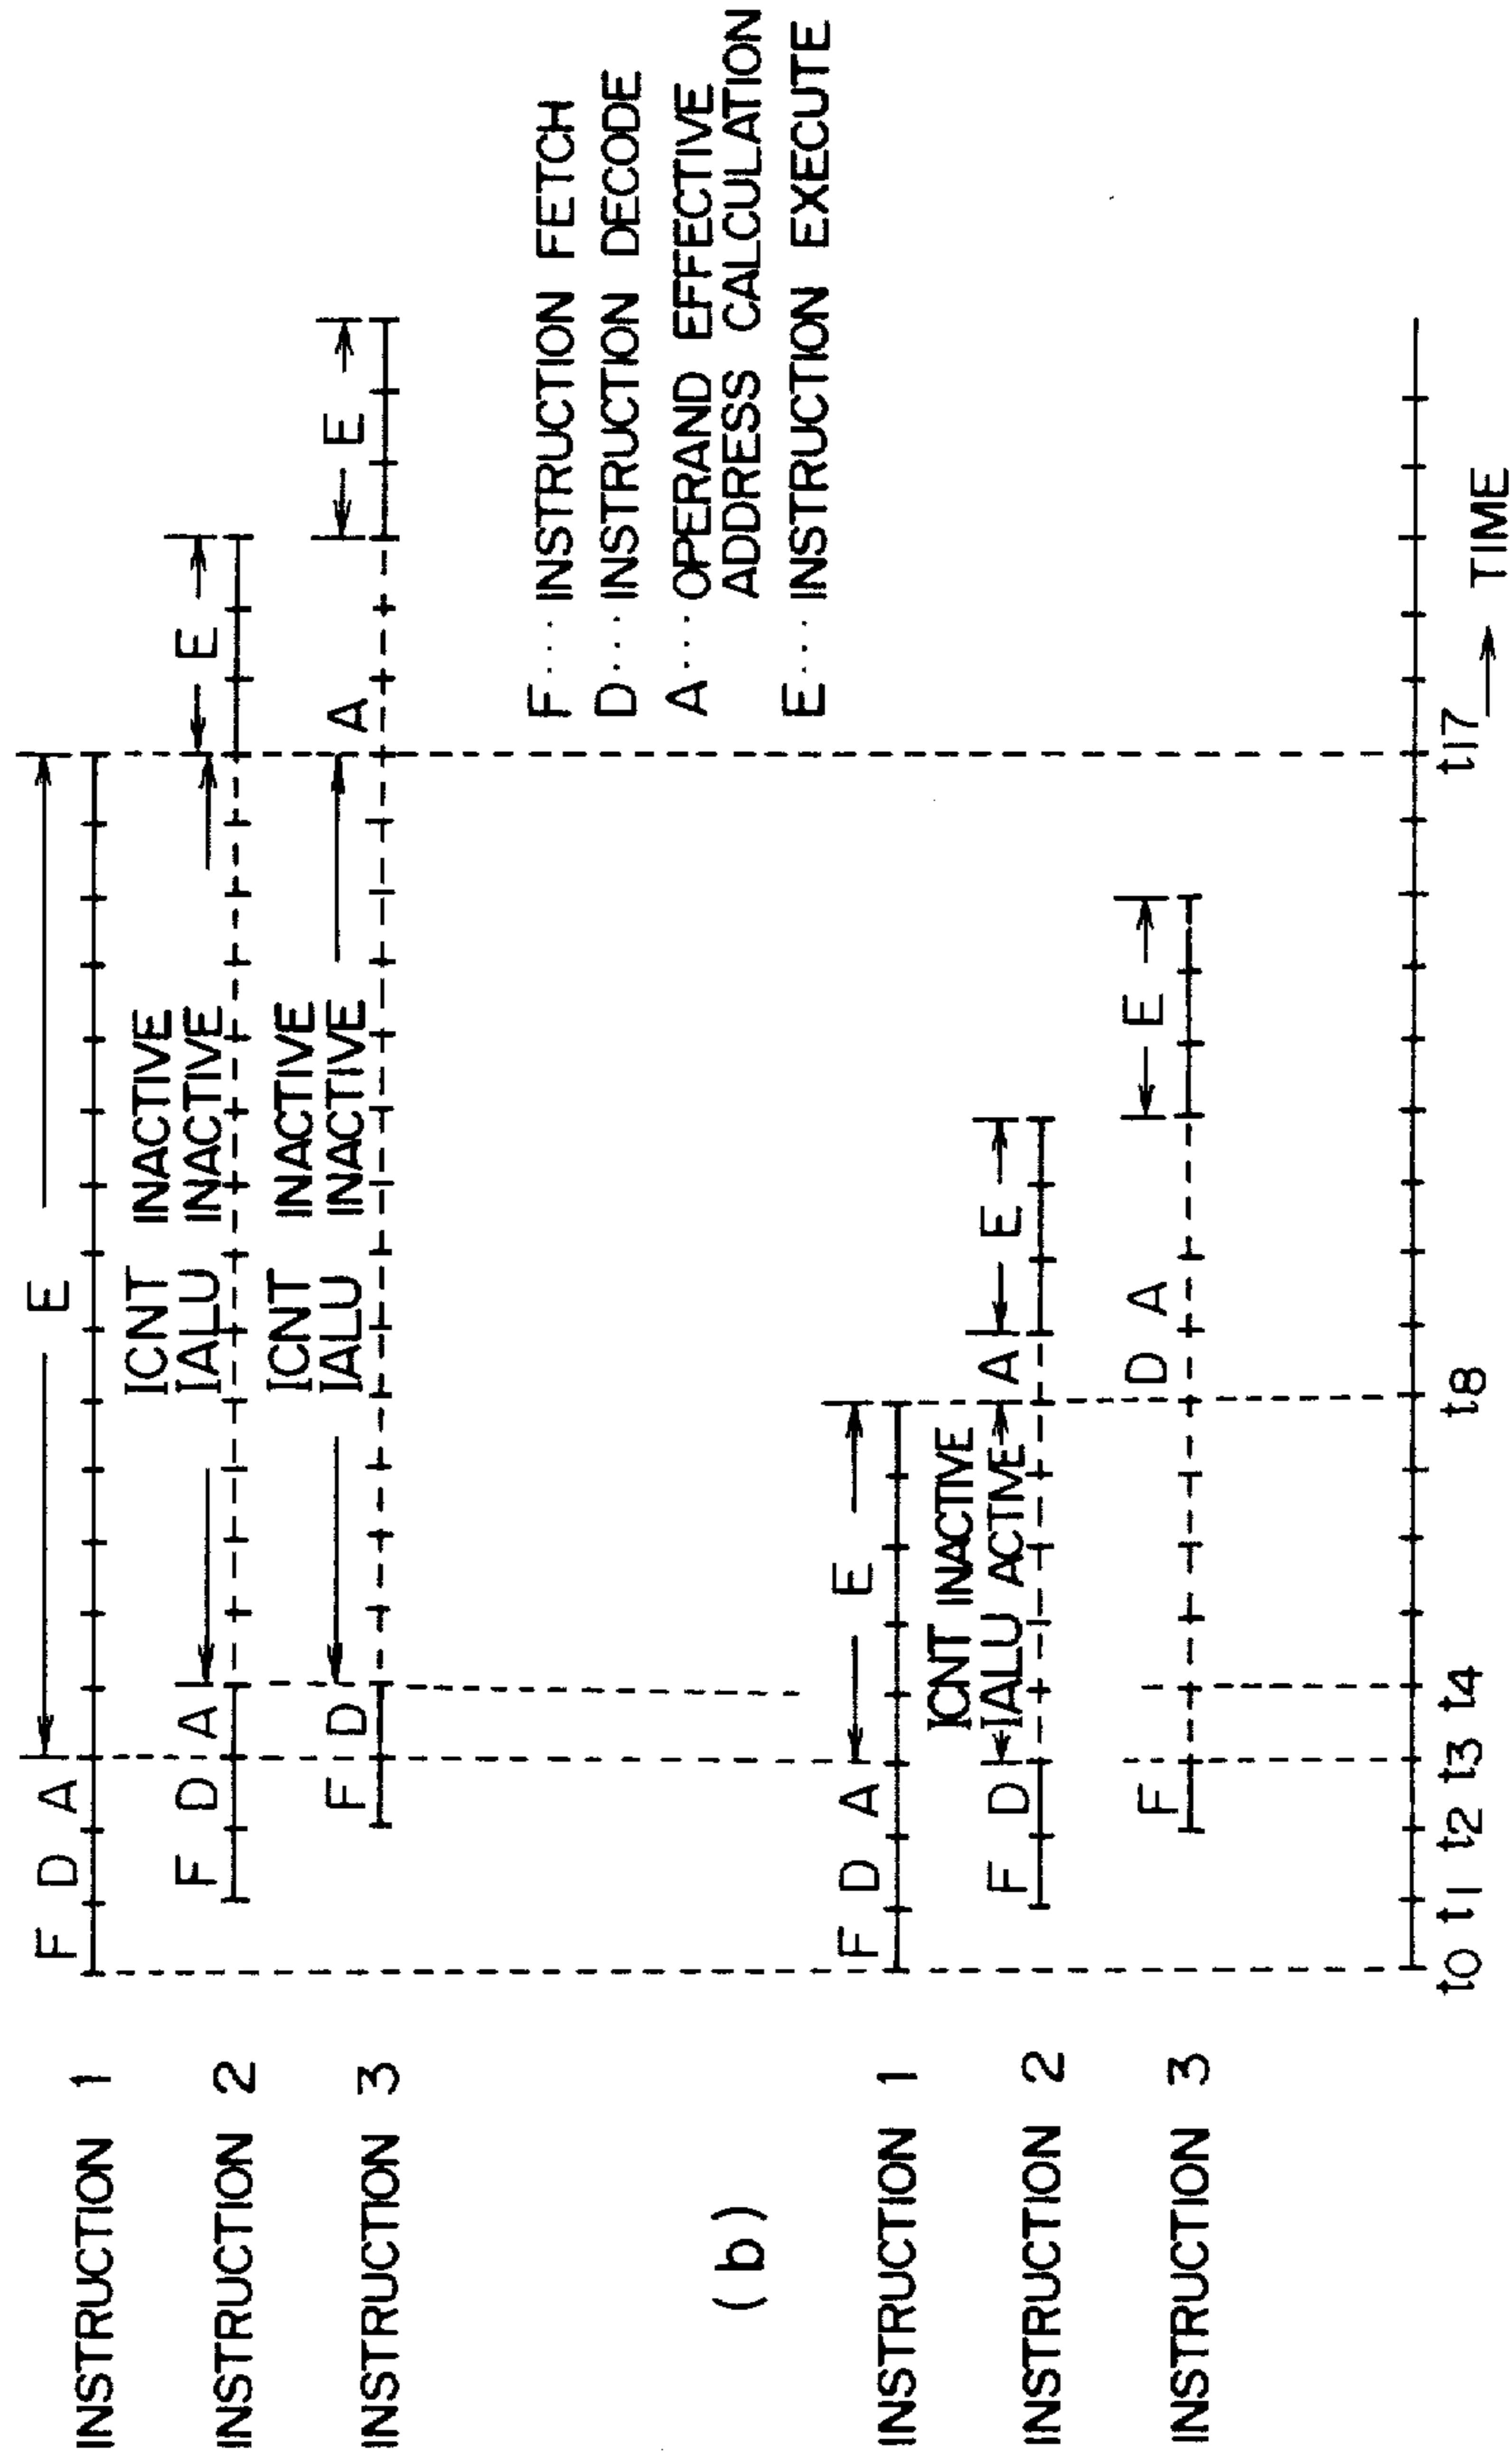 E
INSTRUCTION 1 F D A
ICNT INACTIVE
IALU INACTIVE
E
INSTRUCTION 2 F D A
ICNT INACTIVE
IALU INACTIVE
A
E
INSTRUCTION 3 F D
F···· INSTRUCTION FETCH
D··· INSTRUCTION DECODE
A··· OPERAND EFFECTIVE
ADDRESS CALCULATION
E··· INSTRUCTION EXECUTE
(b)
INSTRUCTION 1 F D A E
ICNT INACTIVE
IALU ACTIVE
INSTRUCTION 2 F D A E
INSTRUCTION 3 F D A E
t0 t1 t2 t3 t4 t8 t17 TIME